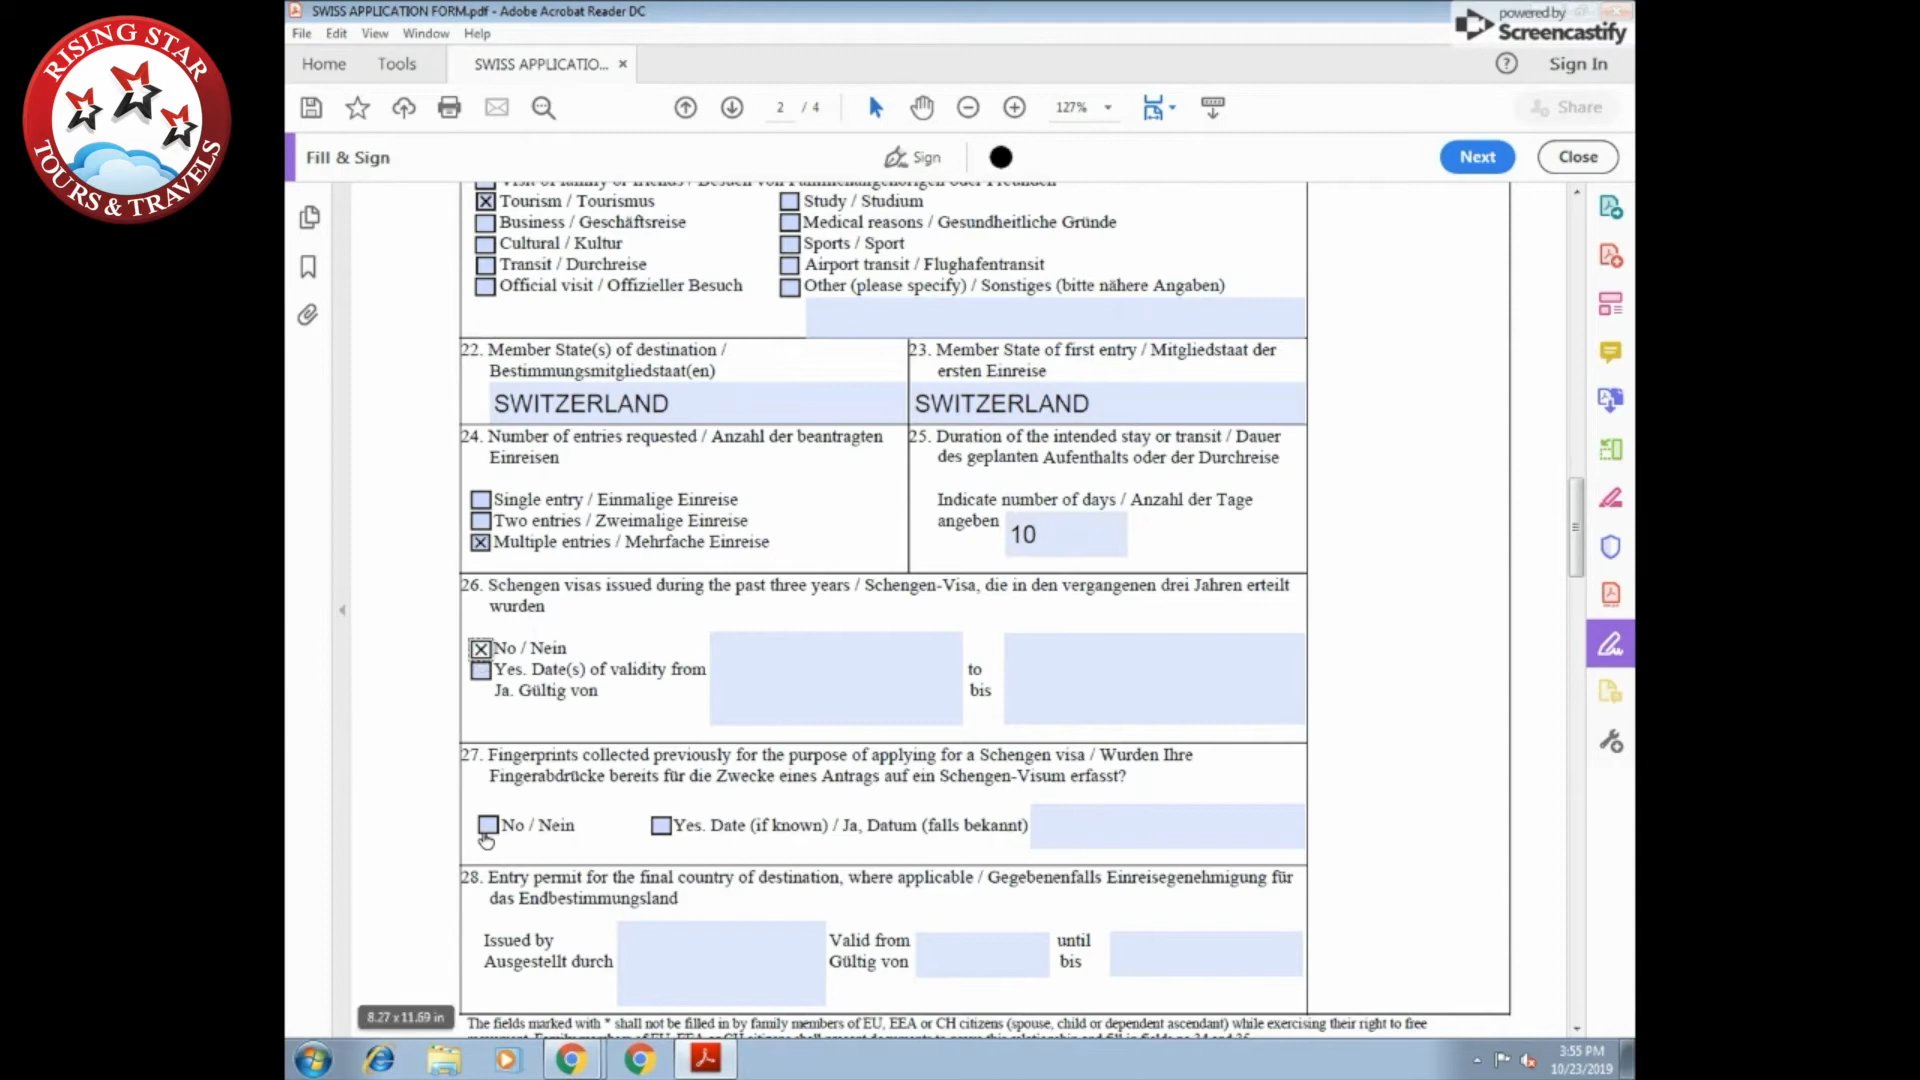 RISING STAR
TOURS & TRAVELS
SWISS APPLICATION FORM.pdf - Adobe Acrobat Reader DC
powered by
Screencastify
File Edit View Window Help
Home Tools SWISS APPLICATIO... × ? Sign In
2 / 4 127% Share
Fill & Sign Sign Next Close
Visit of family or friends / Besuch von Familienangehörigen oder Freunden
Tourism / Tourismus Study / Studium
Business / Geschäftsreise Medical reasons / Gesundheitliche Gründe
Cultural / Kultur Sports / Sport
Transit / Durchreise Airport transit / Flughafentransit
Official visit / Offizieller Besuch Other (please specify) / Sonstiges (bitte nähere Angaben)
22. Member State(s) of destination /
Bestimmungsmitgliedstaat(en)
SWITZERLAND
23. Member State of first entry / Mitgliedstaat der
ersten Einreise
SWITZERLAND
24. Number of entries requested / Anzahl der beantragten
Einreisen
Single entry / Einmalige Einreise
Two entries / Zweimalige Einreise
Multiple entries / Mehrfache Einreise
25. Duration of the intended stay or transit / Dauer
des geplanten Aufenthalts oder der Durchreise
Indicate number of days / Anzahl der Tage
angeben 10
26. Schengen visas issued during the past three years / Schengen-Visa, die in den vergangenen drei Jahren erteilt
wurden
No / Nein
Yes. Date(s) of validity from to
Ja. Gültig von bis
27. Fingerprints collected previously for the purpose of applying for a Schengen visa / Wurden Ihre
Fingerabdrücke bereits für die Zwecke eines Antrags auf ein Schengen-Visum erfasst?
No / Nein Yes. Date (if known) / Ja, Datum (falls bekannt)
28. Entry permit for the final country of destination, where applicable / Gegebenenfalls Einreisegenehmigung für
das Endbestimmungsland
Issued by Valid from until
Ausgestellt durch Gültig von bis
8.27 x 11.69 in
The fields marked with * shall not be filled in by family members of EU, EEA or CH citizens (spouse, child or dependent ascendant) while exercising their right to free
3:55 PM
10/23/2019